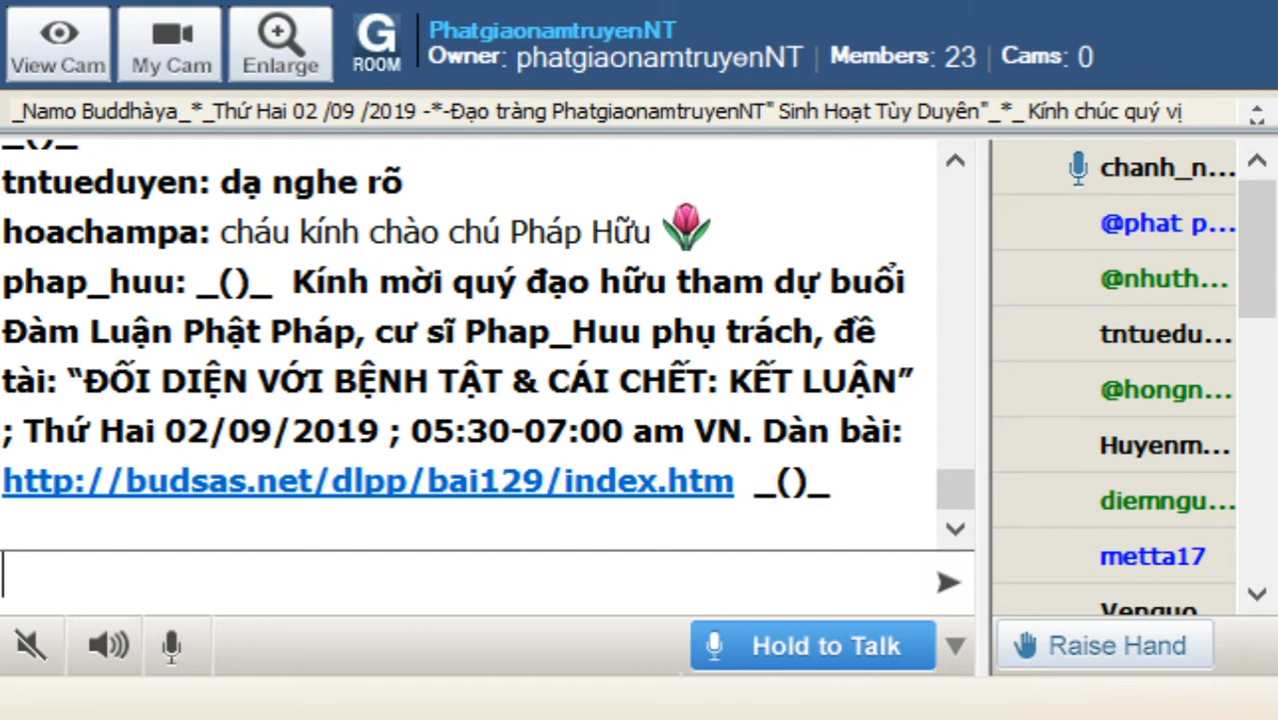 View Cam
My Cam
Enlarge
G
ROOM
PhatgiaonamtruyenNT
Owner: phatgiaonamtruyenNT | Members: 23 | Cams: 0
_Namo Buddhàya_*_Thứ Hai 02 /09 /2019 -*-Đạo tràng PhatgiaonamtruyenNT" Sinh Hoạt Tùy Duyên"_*_ Kính chúc quý vị
_()_
tntueduyen: dạ nghe rõ
hoachampa: cháu kính chào chú Pháp Hữu
phap_huu: _()_ Kính mời quý đạo hữu tham dự buổi
Đàm Luận Phật Pháp, cư sĩ Phap_Huu phụ trách, đề
tài: “ĐỐI DIỆN VỚI BỆNH TẬT & CÁI CHẾT: KẾT LUẬN”
; Thứ Hai 02/09/2019 ; 05:30-07:00 am VN. Dàn bài:
http://budsas.net/dlpp/bai129/index.htm _()_
chanh_n...
@phat p...
@nhuth...
tntuedu...
@hongn...
Huyenm...
diemngu...
metta17
Hold to Talk
Raise Hand